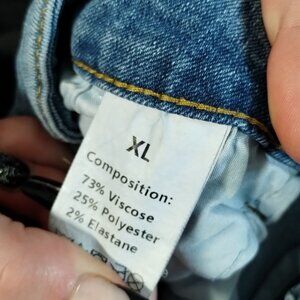 XL
Composition:
73% Viscose
25% Polyester
2% Elastane